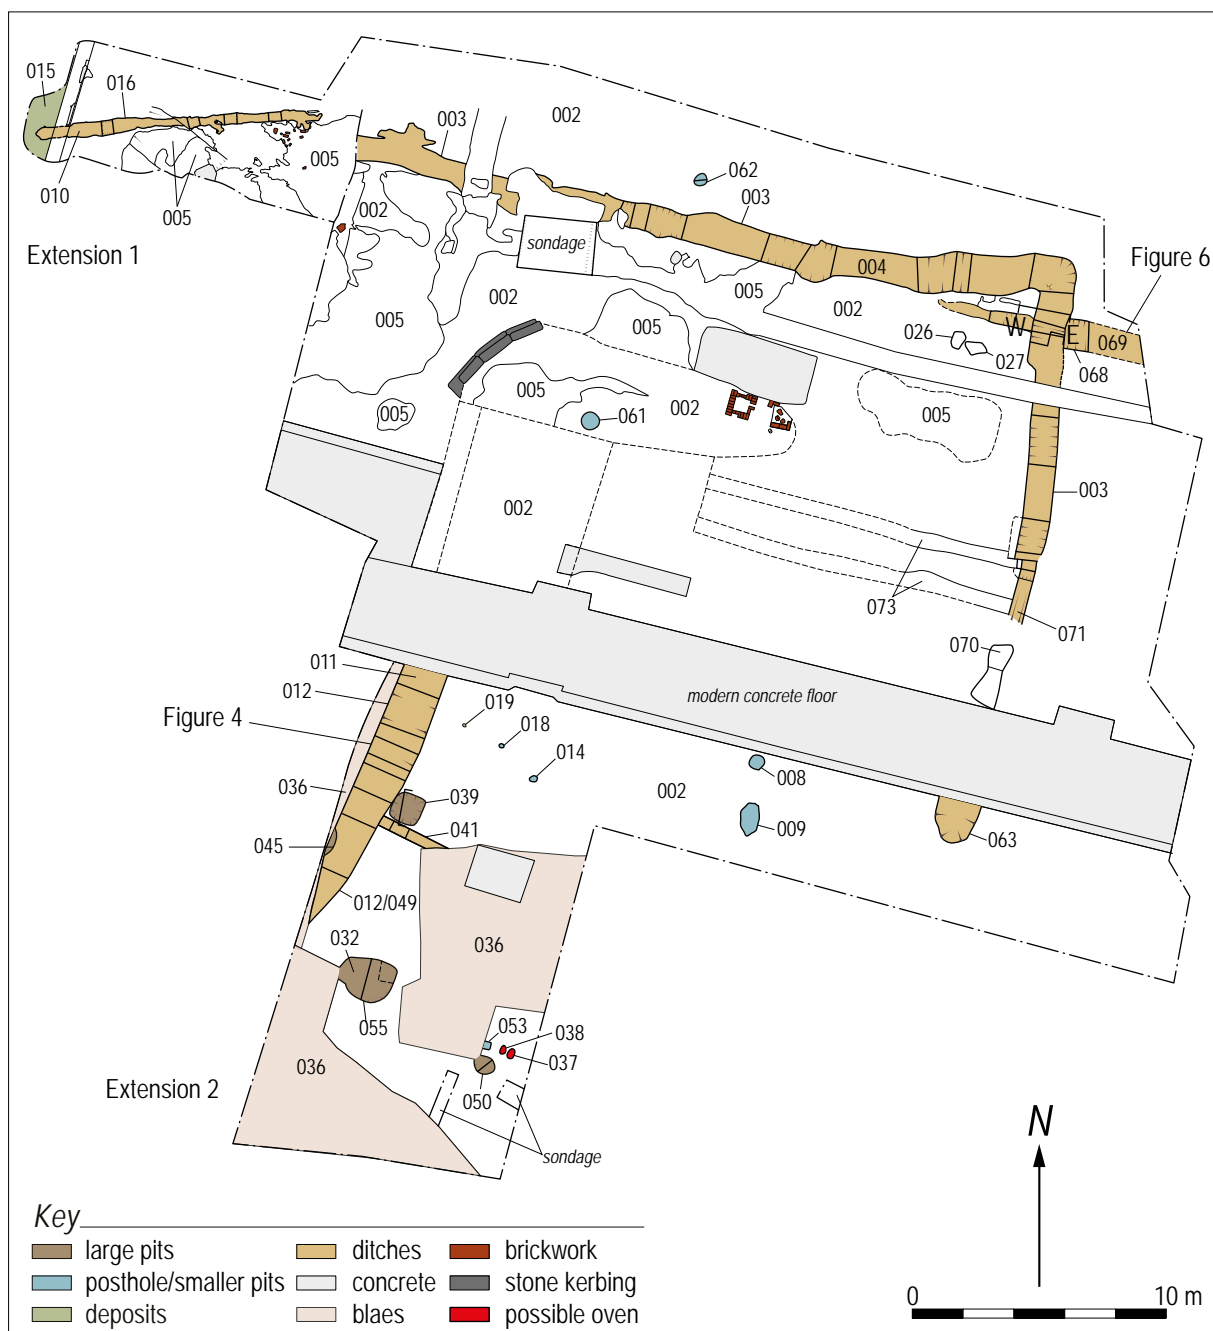 015
016
003
002
062
003
010
005
005
002
Extension 1
sondage
004
Figure 6
005
002
002
005
005
026
027
W
E
069
068
005
002
005
005
061
003
002
073
071
070
011
012
Figure 4
019
018
014
modern concrete floor
008
036
039
002
041
009
045
063
012/049
032
036
055
053
038
037
036
050
Extension 2
sondage
N
Key
large pits
ditches
brickwork
posthole/smaller pits
concrete
stone kerbing
deposits
blaes
possible oven
0
10 m